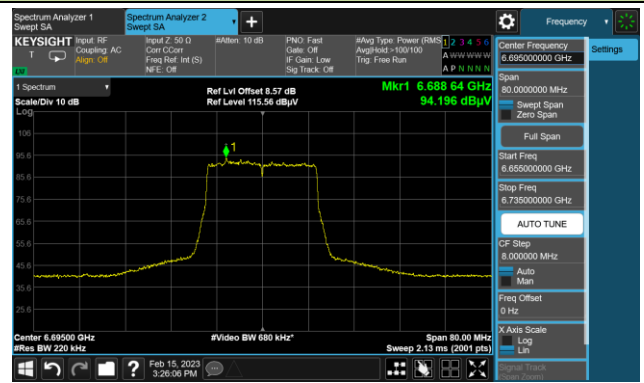 Spectrum Analyzer 1
Swept SA
Spectrum Analyzer 2
Swept SA
Frequency
KEYSIGHT
T
LV
Input: RF
Coupling: AC
Align: Off
Input Z: 50 Ω
Corr CCorr
Freq Ref: Int (S)
NFE: Off
#Atten: 10 dB
PNO: Fast
Gate: Off
IF Gain: Low
Sig Track: Off
#Avg Type: Power (RMS
Avg|Hold:>100/100
Trig: Free Run
1 2 3 4 5 6
A W W W W W
A P N N N N
1 Spectrum
Scale/Div 10 dB
Log
Ref Lvl Offset 8.57 dB
Ref Level 115.56 dBµV
Mkr1 6.688 64 GHz
94.196 dBµV
106
95.6
85.6
75.6
65.6
55.6
45.6
35.6
25.6
1
Center 6.69500 GHz
#Res BW 220 kHz
#Video BW 680 kHz*
Span 80.00 MHz
Sweep 2.13 ms (2001 pts)
Feb 15, 2023
3:26:06 PM
Center Frequency
6.695000000 GHz
Span
80.0000000 MHz
Swept Span
Zero Span
Full Span
Start Freq
6.655000000 GHz
Stop Freq
6.735000000 GHz
AUTO TUNE
CF Step
8.000000 MHz
Auto
Man
Freq Offset
0 Hz
X Axis Scale
Log
Lin
Signal Track
(Span Zoom)
Settings